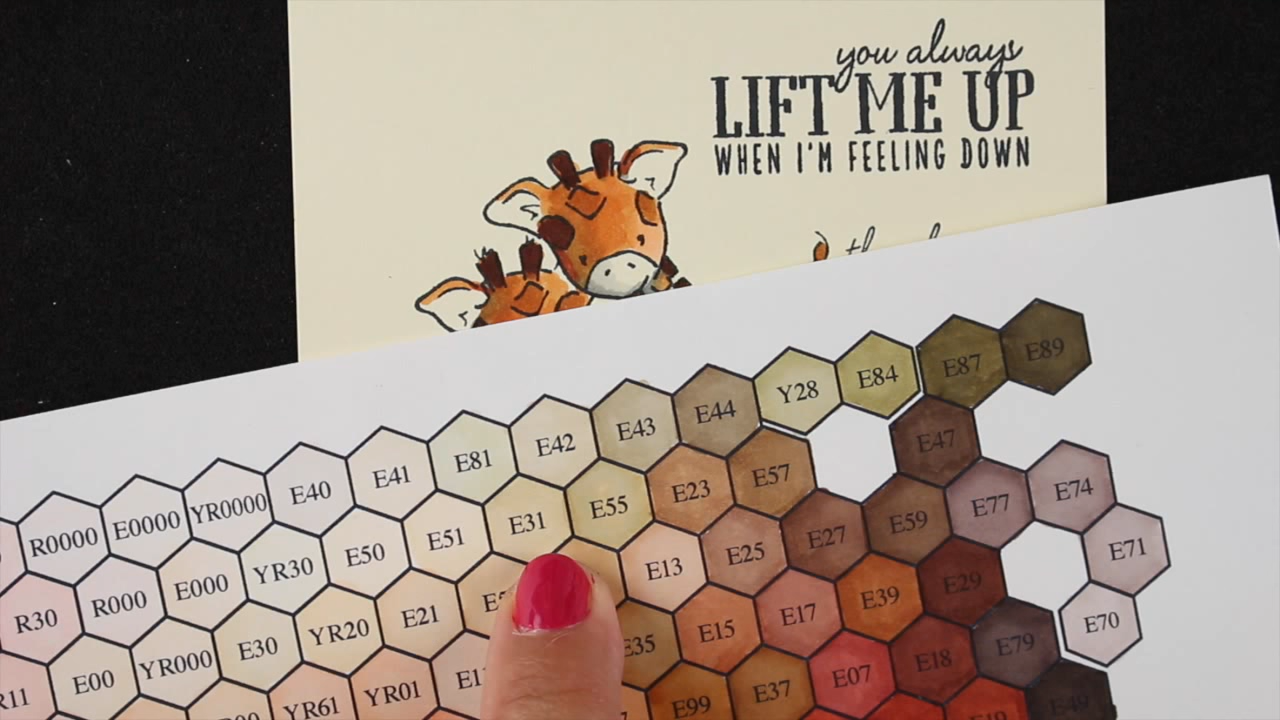 you always
LIFT ME UP
WHEN I'M FEELING DOWN
E89
E87
E84
Y28
E44
E43
E42
E81
E41
E40
YR0000
E0000
R0000
E47
E57
E23
E55
E31
E51
E50
YR30
E000
R000
R30
E74
E77
E59
E27
E25
E13
E21
YR20
E30
YR000
E00
E71
E70
E29
E39
E17
E15
E35
YR01
YR61
E79
E18
E07
E37
E99
E49